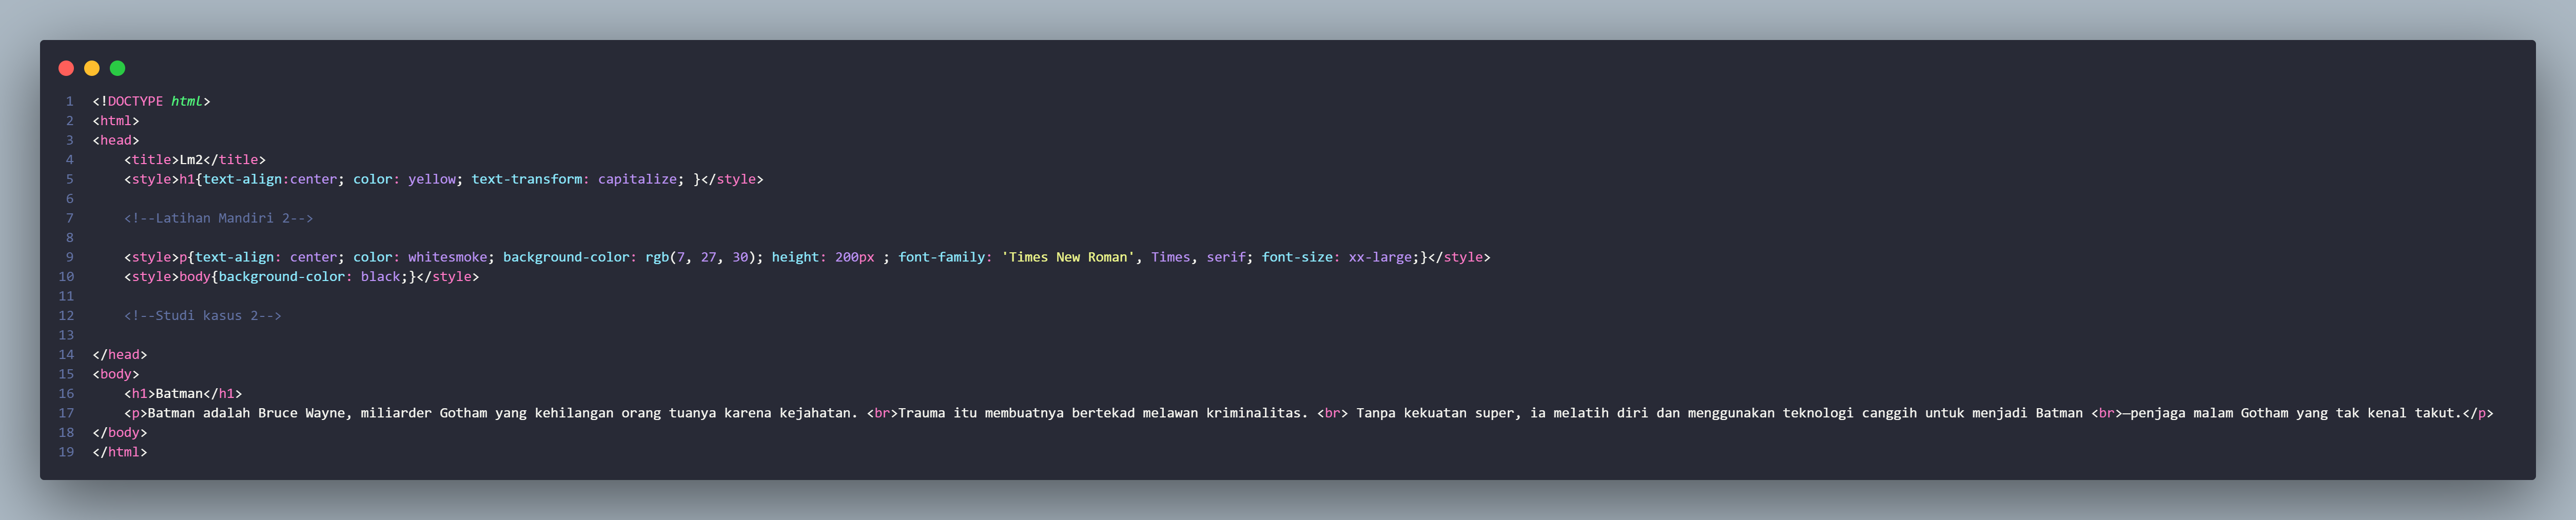 1 <!DOCTYPE html>
2 <html>
3 <head>
4     <title>Lm2</title>
5     <style>h1{text-align:center; color: yellow; text-transform: capitalize; }</style>
6
7     <!--Latihan Mandiri 2-->
8
9     <style>p{text-align: center; color: whitesmoke; background-color: rgb(7, 27, 30); height: 200px ; font-family: 'Times New Roman', Times, serif; font-size: xx-large;}</style>
10     <style>body{background-color: black;}</style>
11
12     <!--Studi kasus 2-->
13
14 </head>
15 <body>
16     <h1>Batman</h1>
17     <p>Batman adalah Bruce Wayne, miliarder Gotham yang kehilangan orang tuanya karena kejahatan. <br>Trauma itu membuatnya bertekad melawan kriminalitas. <br> Tanpa kekuatan super, ia melatih diri dan menggunakan teknologi canggih untuk menjadi Batman <br>—penjaga malam Gotham yang tak kenal takut.</p>
18 </body>
19 </html>